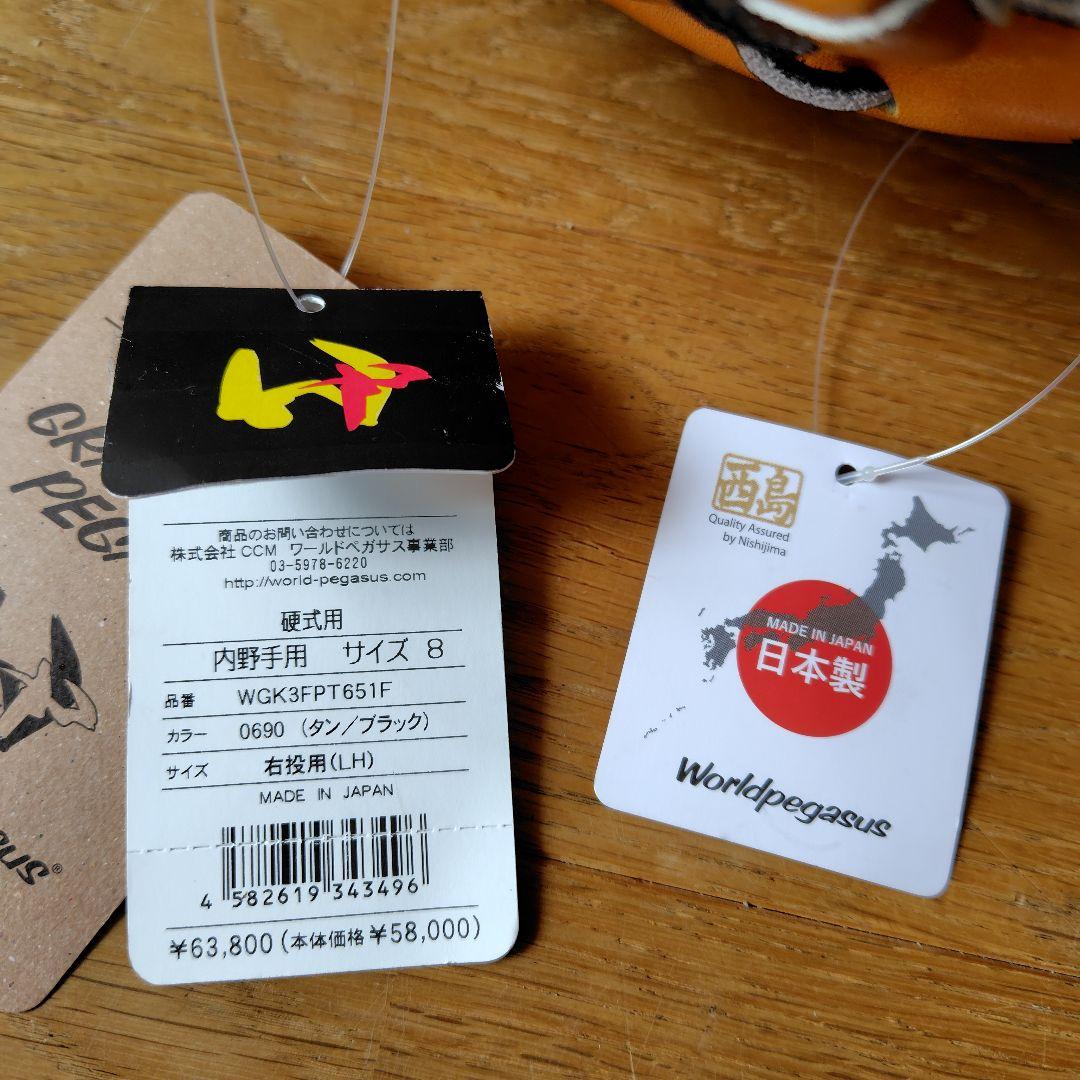 商品のお問い合わせについては
株式会社 CCM ワールドペガサス事業部
03-5978-6220
http://world-pegasus.com
硬式用
内野手用 サイズ 8
品番 WGK3FPT651F
カラー 0690 (タン/ブラック)
サイズ 右投用(LH)
MADE IN JAPAN
4 582619 343496
¥63,800(本体価格¥58,000)
西島
Quality Assured
by Nishijima
MADE IN JAPAN
日本製
Worldpegasus